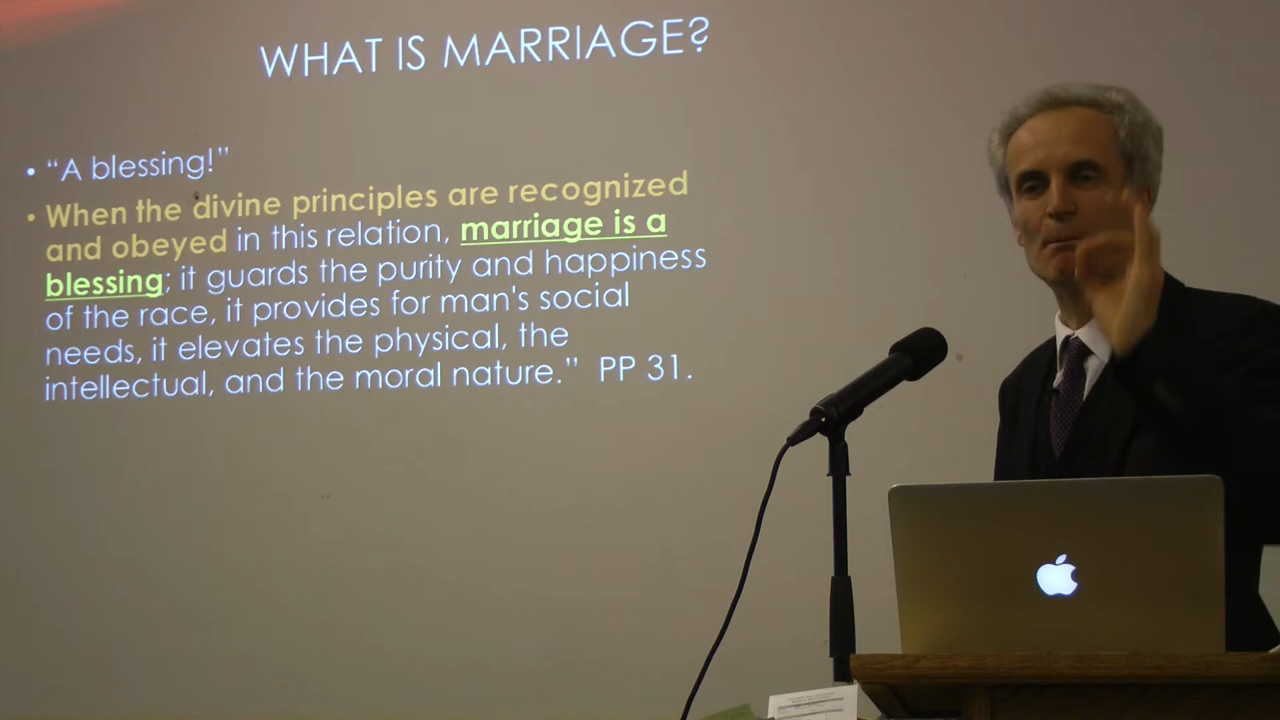 WHAT IS MARRIAGE?
• “A blessing!”
• When the divine principles are recognized
and obeyed in this relation, marriage is a
blessing; it guards the purity and happiness
of the race, it provides for man's social
needs, it elevates the physical, the
intellectual, and the moral nature.” PP 31.